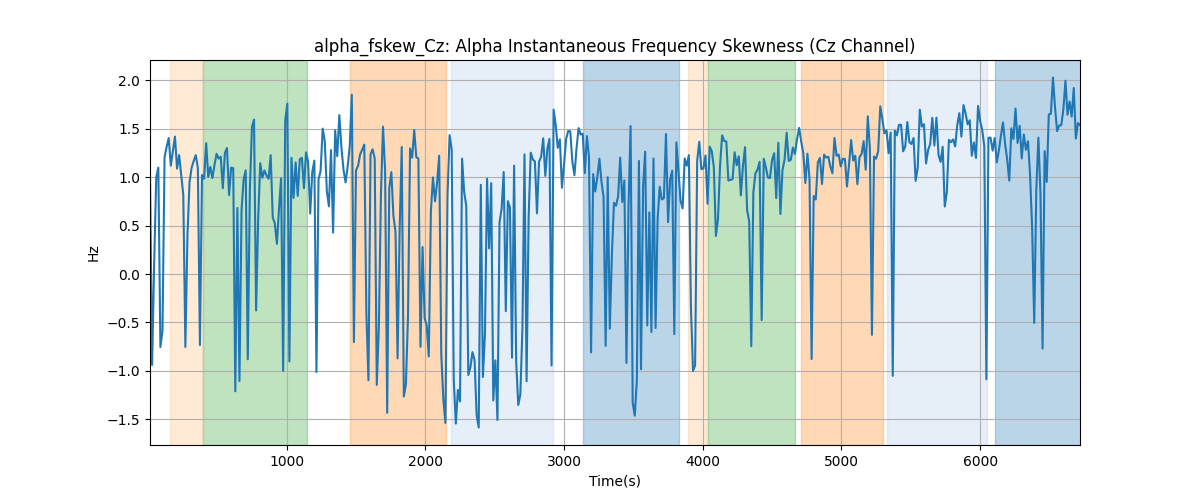 alpha_fskew_Cz: Alpha Instantaneous Frequency Skewness (Cz Channel)
2.0
1.5
1.0
0.5
0.0
−0.5
−1.0
−1.5
Hz
1000 2000 3000 4000 5000 6000
Time(s)